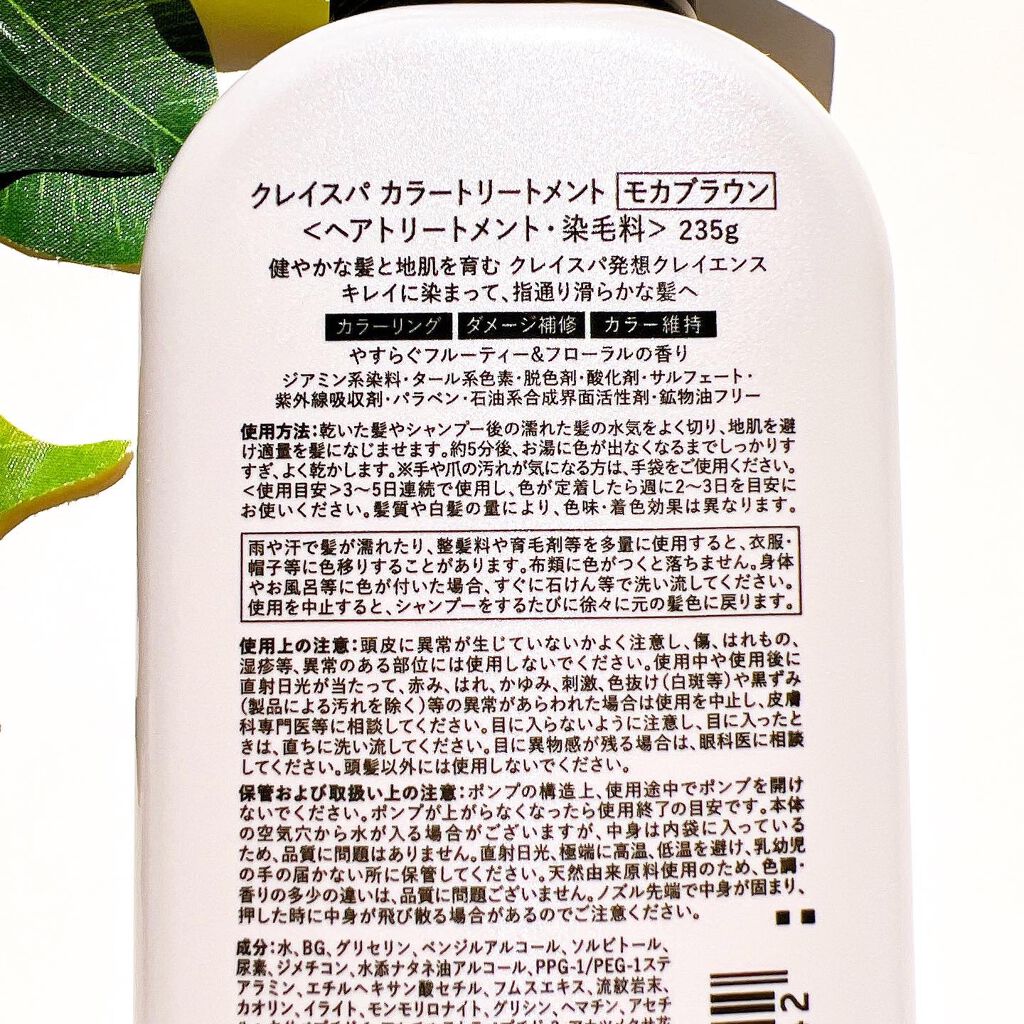 クレイスパ カラートリートメント モカブラウン
<ヘアトリートメント・染毛料> 235g
健やかな髪と地肌を育む クレイスパ発想クレイエンス
キレイに染まって、指通り滑らかな髪へ
カラーリング ダメージ補修 カラー維持
やすらぐフルーティー&フローラルの香り
ジアミン系染料・タール系色素・脱色剤・酸化剤・サルフェート・
紫外線吸収剤・パラベン・石油系合成界面活性剤・鉱物油フリー
使用方法:乾いた髪やシャンプー後の濡れた髪の水気をよく切り、地肌を避
け適量を髪になじませます。約5分後、お湯に色が出なくなるまでしっかりす
すぎ、よく乾かします。※手や爪の汚れが気になる方は、手袋をご使用ください。
<使用目安>3〜5日連続で使用し、色が定着したら週に2〜3日を目安に
お使いください。髪質や白髪の量により、色味・着色効果は異なります。
雨や汗で髪が濡れたり、整髪料や育毛剤等を多量に使用すると、衣服・
帽子等に色移りすることがあります。布類に色がつくと落ちません。身体
やお風呂等に色が付いた場合、すぐに石けん等で洗い流してください。
使用を中止すると、シャンプーをするたびに徐々に元の髪色に戻ります。
使用上の注意:頭皮に異常が生じていないかよく注意し、傷、はれもの、
湿疹等、異常のある部位には使用しないでください。使用中や使用後に
直射日光が当たって、赤み、はれ、かゆみ、刺激、色抜け(白斑等)や黒ずみ
(製品による汚れを除く)等の異常があらわれた場合は使用を中止し、皮膚
科専門医等に相談してください。目に入らないように注意し、目に入ったと
きは、直ちに洗い流してください。目に異物感が残る場合は、眼科医に相談
してください。頭髪以外には使用しないでください。
保管および取扱い上の注意:ポンプの構造上、使用途中でポンプを開け
ないでください。ポンプが上がらなくなったら使用終了の目安です。本体
の空気穴から水が入る場合がございますが、中身は内袋に入っている
ため、品質に問題はありません。直射日光、極端に高温、低温を避け、乳幼児
の手の届かない所に保管してください。天然由来原料使用のため、色調・
香りの多少の違いは、品質に問題ございません。ノズル先端で中身が固まり、
押した時に中身が飛び散る場合があるのでご注意ください。
成分:水、BG、グリセリン、ベンジルアルコール、ソルビトール、
尿素、ジメチコン、水添ナタネ油アルコール、PPG-1/PEG-1ステ
アラミン、エチルヘキサン酸セチル、フムスエキス、流紋岩末、
カオリン、イライト、モンモリロナイト、グリシン、ヘマチン、アセチ